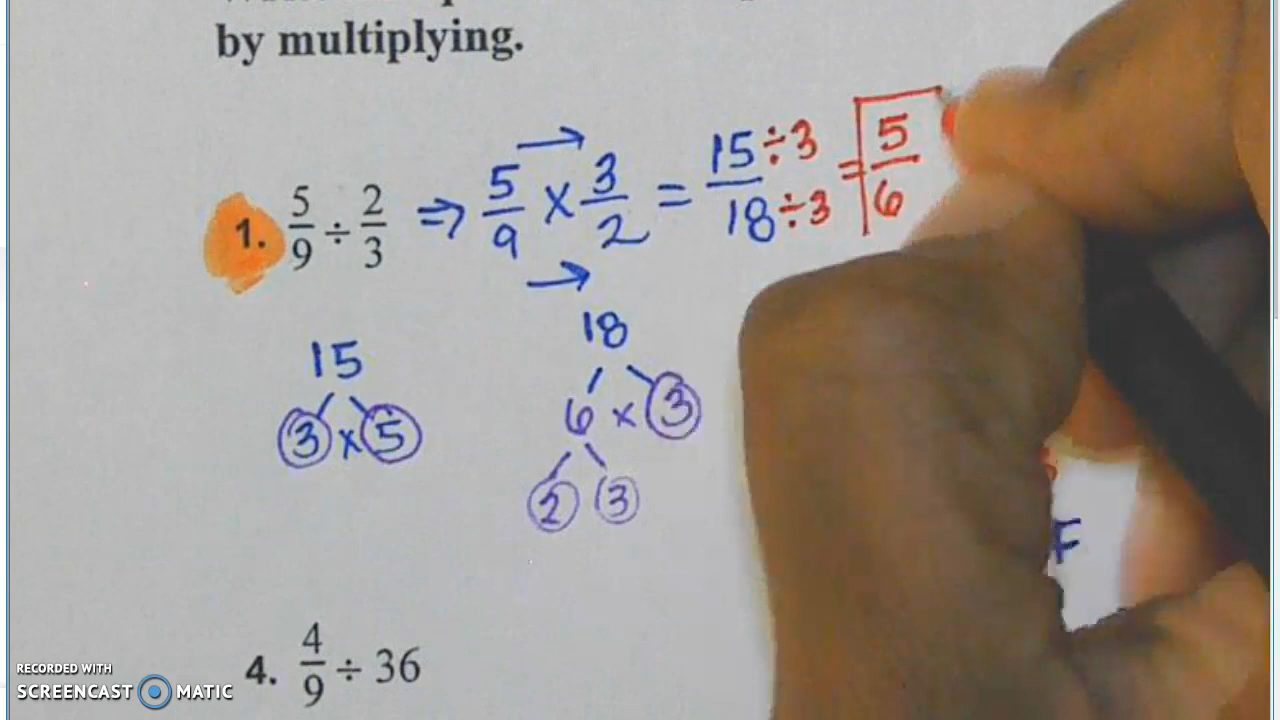 by multiplying.
1. 5/9 ÷ 2/3 ⇒ 5/9 × 3/2 = 15/18 ÷3/÷3 = 5/6
15
3 × 5
18
6 × 3
2 3
F
4. 4/9 ÷ 36
RECORDED WITH
SCREENCAST MATIC